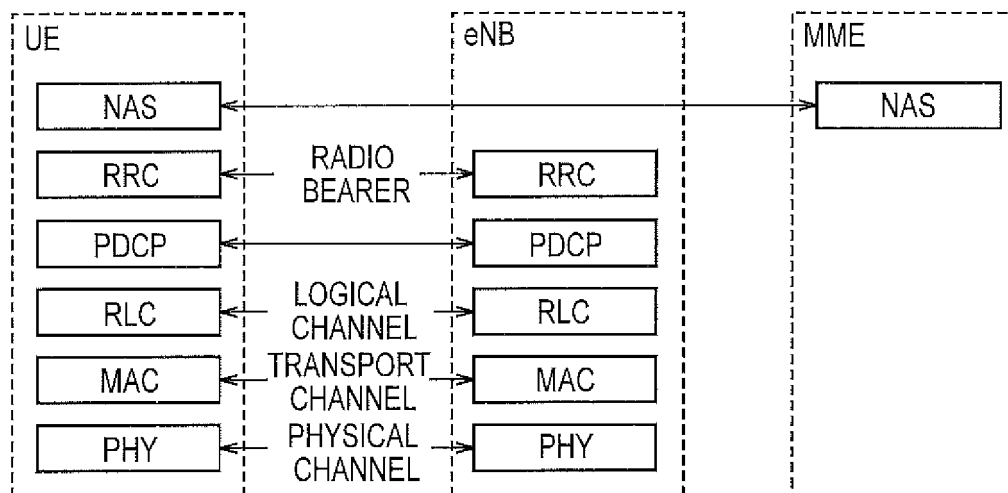 UE
eNB
MME
NAS
NAS
RRC
RADIO
BEARER
RRC
PDCP
PDCP
RLC
LOGICAL
CHANNEL
RLC
MAC
TRANSPORT
CHANNEL
MAC
PHY
PHYSICAL
CHANNEL
PHY